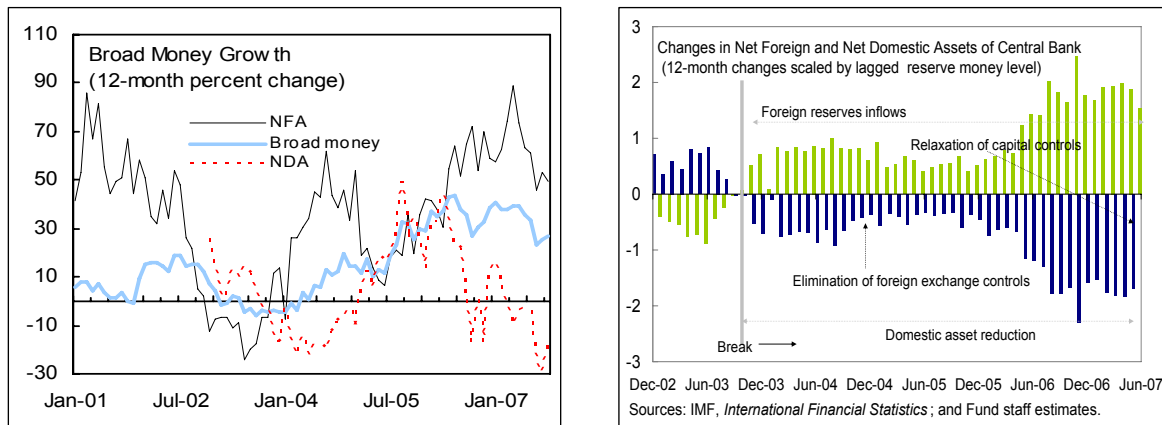 Broad Money Growth
(12-month percent change)
NFA
Broad money
NDA
110
90
70
50
30
10
-10
-30
Jan-01
Jul-02
Jan-04
Jul-05
Jan-07
Changes in Net Foreign and Net Domestic Assets of Central Bank
(12-month changes scaled by lagged reserve money level)
Foreign reserves inflows
Relaxation of capital controls
Elimination of foreign exchange controls
Domestic asset reduction
Break
3
2
1
0
1
-2
-3
Dec-02
Jun-03
Dec-03
Jun-04
Dec-04
Jun-05
Dec-05
Jun-06
Dec-06
Jun-07
Sources: IMF, International Financial Statistics; and Fund staff estimates.